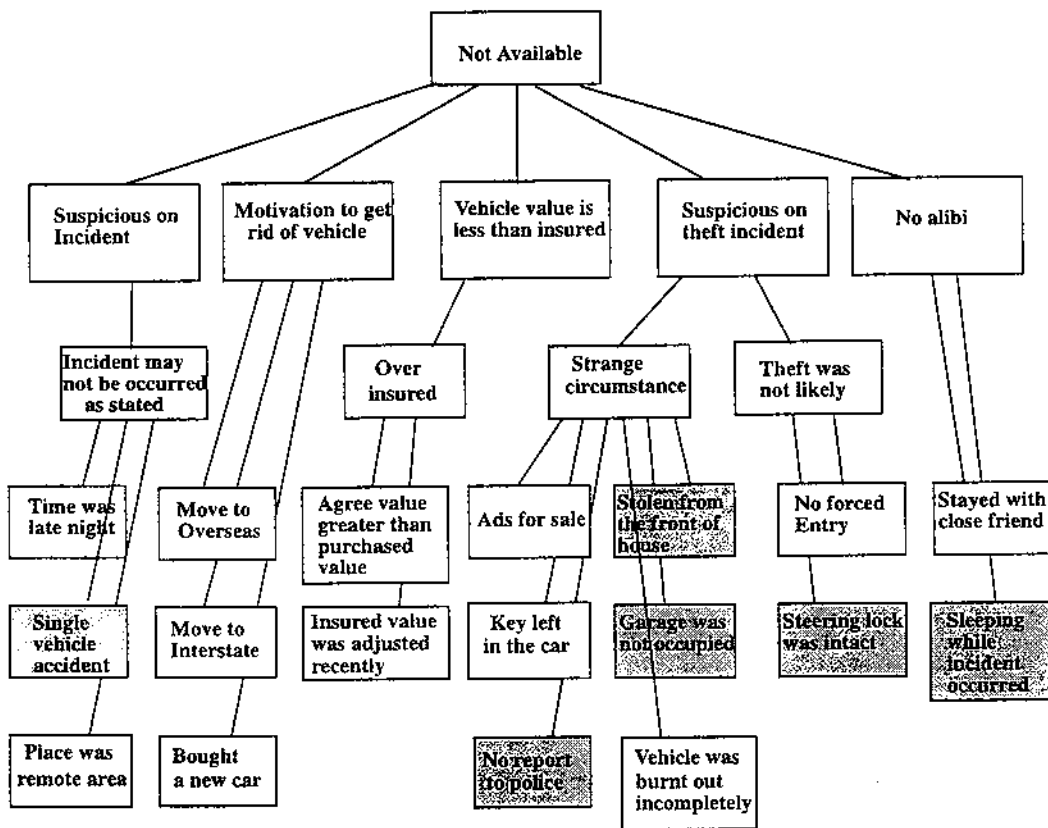 Not Available
Suspicious on
Incident
Motivation to get
rid of vehicle
Vehicle value is
less than insured
Suspicious on
theft incident
No alibi
Incident may
not be occurred
as stated
Over
insured
Strange
circumstance
Theft was
not likely
Time was
late night
Move to
Overseas
Agree value
greater than
purchased
value
Ads for sale
Stolen from
the front of
house
No forced
Entry
Stayed with
close friend
Single
vehicle
accident
Move to
Interstate
Insured value
was adjusted
recently
Key left
in the car
Garage was
not occupied
Steering lock
was intact
Sleeping
while
incident
occurred
Place was
remote area
Bought
a new car
No report
to police
Vehicle was
burnt out
incompletely